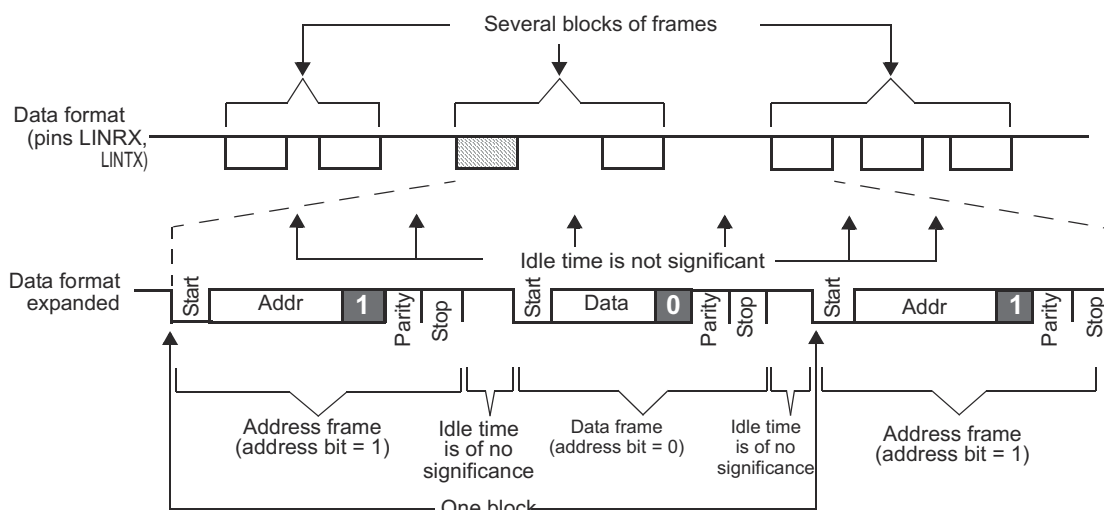 Several blocks of frames
Data format
(pins LINRX,
LINTX)
Idle time is not significant
Data format
expanded
Start
Addr
1
Parity
Stop
Start
Data
0
Parity
Stop
Start
Addr
1
Parity
Stop
Address frame
(address bit = 1)
Idle time
is of no
significance
Data frame
(address bit = 0)
Idle time
is of no
significance
Address frame
(address bit = 1)
One block